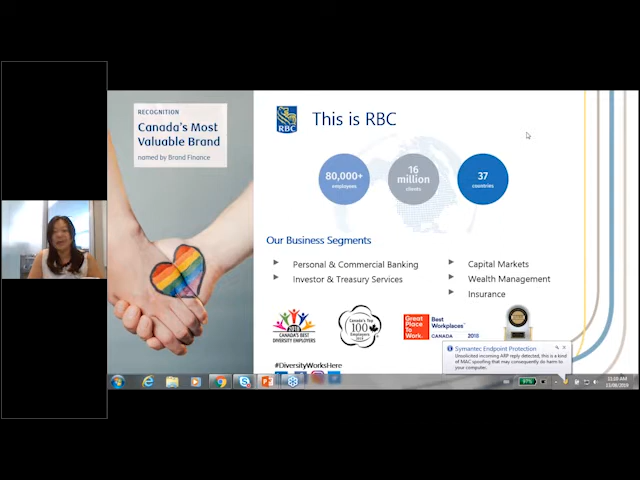 RECOGNITION
Canada's Most
Valuable Brand
named by Brand Finance
RBC
This is RBC
80,000+
employees
16
million
clients
37
countries
Our Business Segments
Personal & Commercial Banking
Investor & Treasury Services
Capital Markets
Wealth Management
Insurance
2018
CANADA'S BEST
DIVERSITY EMPLOYERS
Canada's Top
100
Employers
Great
Place
To
Work.
Best
Workplaces
CANADA 2018
#DiversityWorksHere
Symantec Endpoint Protection
Unsolicited incoming ARP reply detected, this is a kind
of MAC spoofing that may consequently do harm to
your computer.
97%